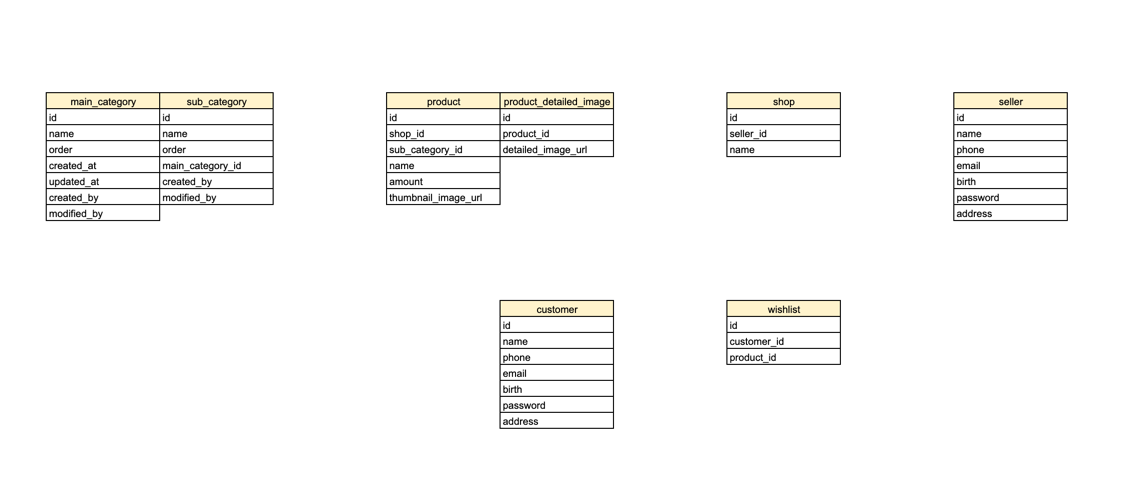 main_category
id
name
order
created_at
updated_at
created_by
modified_by
sub_category
id
name
order
main_category_id
created_by
modified_by
product
id
shop_id
sub_category_id
name
amount
thumbnail_image_url
product_detailed_image
id
product_id
detailed_image_url
shop
id
seller_id
name
seller
id
name
phone
email
birth
password
address
customer
id
name
phone
email
birth
password
address
wishlist
id
customer_id
product_id